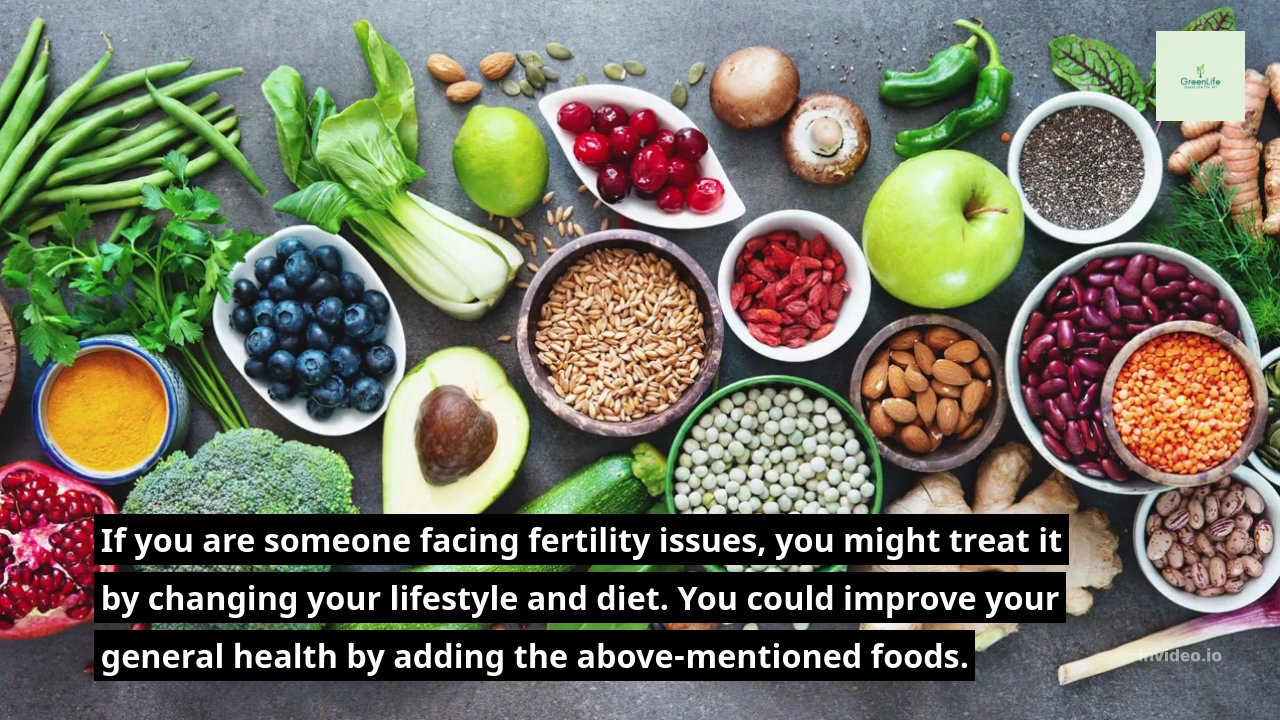 GreenLife
If you are someone facing fertility issues, you might treat it
by changing your lifestyle and diet. You could improve your
general health by adding the above-mentioned foods.
invideo.io